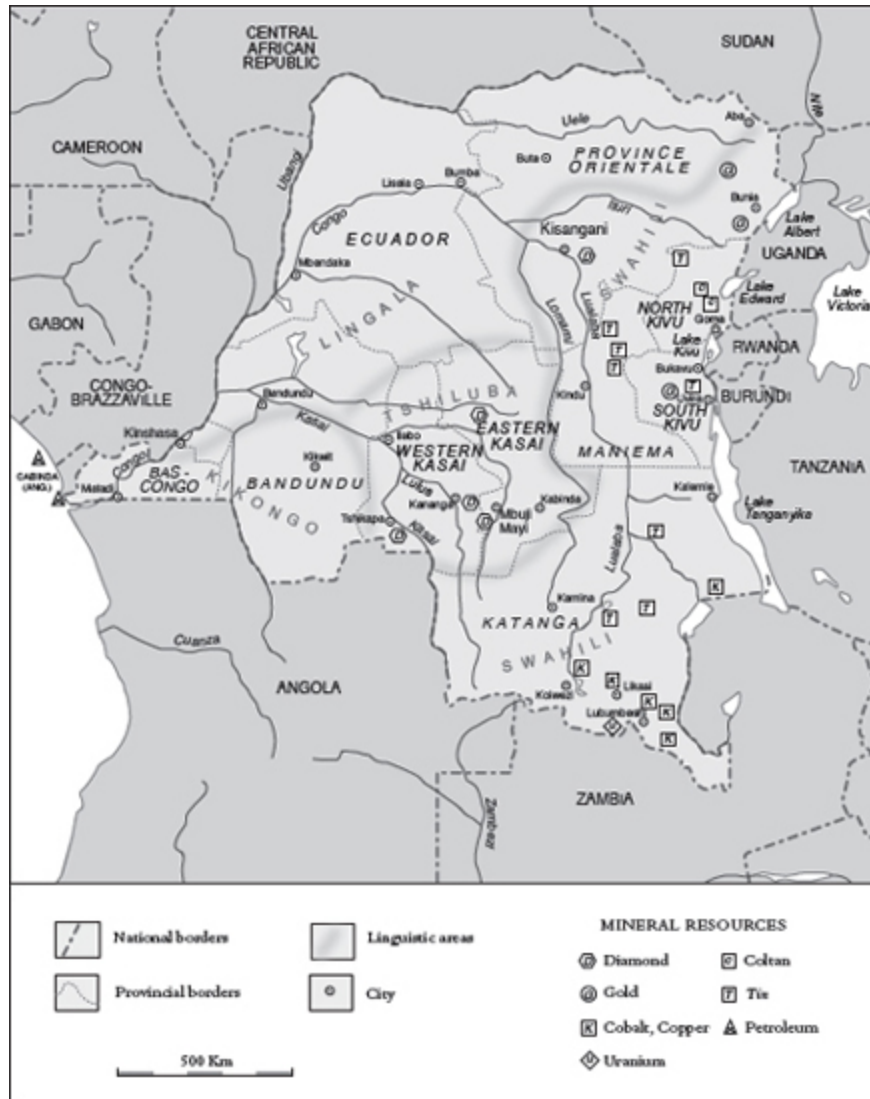 CENTRAL
AFRICAN
REPUBLIC
SUDAN
CAMEROON
Uele
Aba
Nile
Ubangi
Buta
PROVINCE
ORIENTALE
Lisala
Bumba
Congo
Ituri
Bunia
Lake
Albert
ECUADOR
Kisangani
SWAHILI
UGANDA
Mbandaka
LINGALA
Lomami
Lualaba
NORTH
KIVU
Goma
Lake
Edward
Lake
Victoria
GABON
Lake
Kivu
RWANDA
CONGO-
BRAZZAVILLE
Bukavu
Bandundu
TSHILUBA
Kindu
SOUTH
KIVU
BURUNDI
Kinshasa
Kasai
Ilebo
EASTERN
KASAI
WESTERN
KASAI
MANIEMA
CABINDA
(ANG.)
Congo
BAS-
CONGO
KIKONGO
Kikwit
BANDUNDU
Lulua
Kananga
Mbuji
Mayi
Kabinda
Kalemie
TANZANIA
Matadi
Tshikapa
Kasai
Lualaba
Lake
Tanganyika
Kamina
KATANGA
SWAHILI
Cuanza
ANGOLA
Kolwezi
Likasi
Lubumbashi
ZAMBIA
Zambezi
National borders
Linguistic areas
Provincial borders
City
500 Km
MINERAL RESOURCES
D Diamond
C Coltan
@ Gold
T Tin
K Cobalt, Copper
A Petroleum
U Uranium